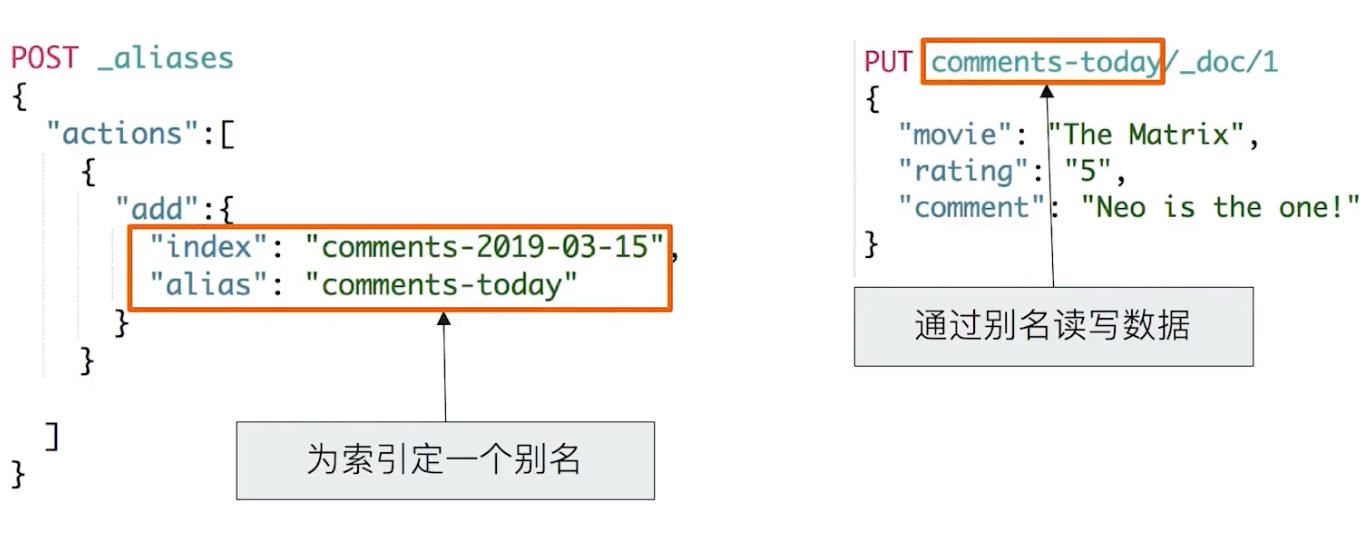 POST _aliases
{
"actions":[
{
"add":{
"index": "comments-2019-03-15",
"alias": "comments-today"
}
}
]
}
为索引定一个别名
PUT comments-today/_doc/1
{
"movie": "The Matrix",
"rating": "5",
"comment": "Neo is the one!"
}
通过别名读写数据